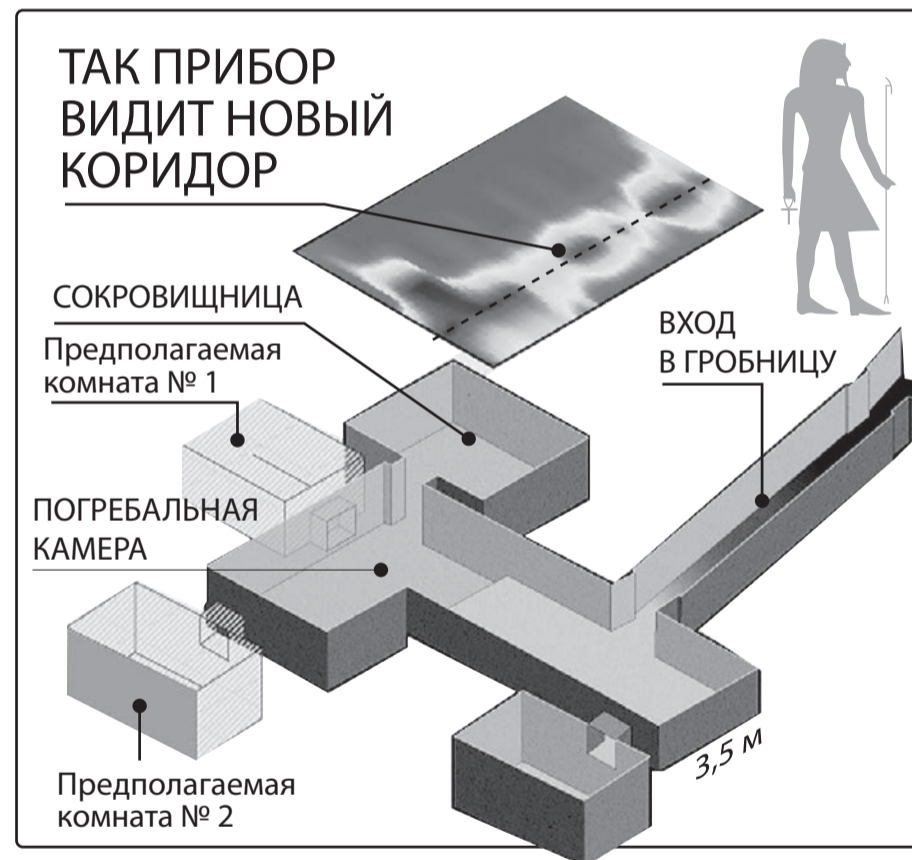 ТАК ПРИБОР
ВИДИТ НОВЫЙ
КОРИДОР
СОКРОВИЩНИЦА
Предполагаемая
комната № 1
ВХОД
В ГРОБНИЦУ
ПОГРЕБАЛЬНАЯ
КАМЕРА
Предполагаемая
комната № 2
3,5 м